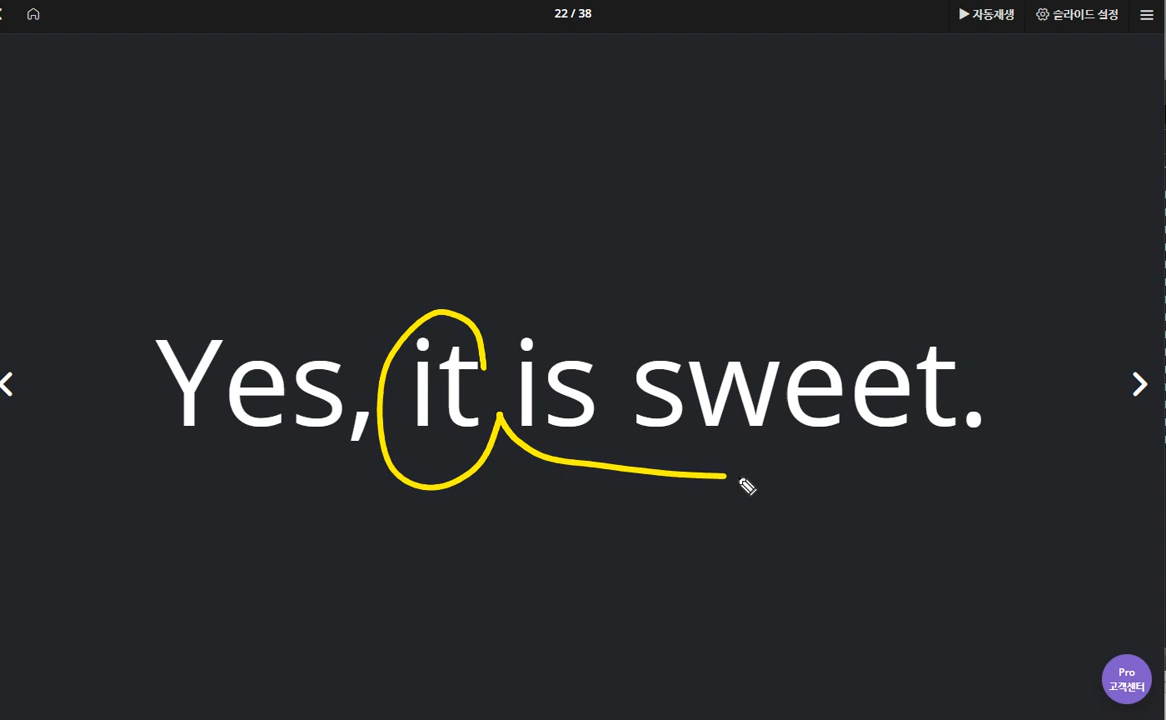 22 / 38
자동재생
슬라이드 설정
Yes, it is sweet.
Pro
고객센터